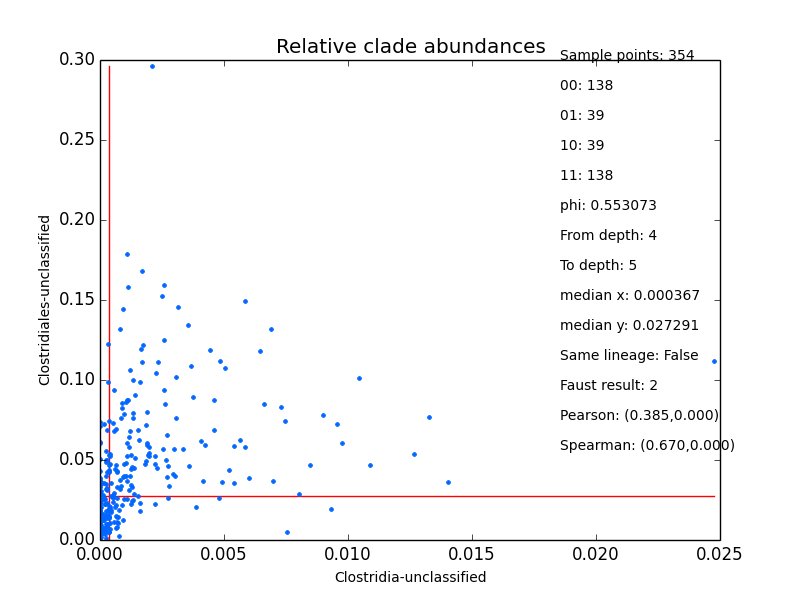 Relative clade abundances
Sample points: 354
00: 138
01: 39
10: 39
11: 138
phi: 0.553073
From depth: 4
To depth: 5
median x: 0.000367
median y: 0.027291
Same lineage: False
Faust result: 2
Pearson: (0.385,0.000)
Spearman: (0.670,0.000)
Clostridiales-unclassified
0.30
0.25
0.20
0.15
0.10
0.05
0.00
0.000
0.005
0.010
0.015
0.020
0.025
Clostridia-unclassified